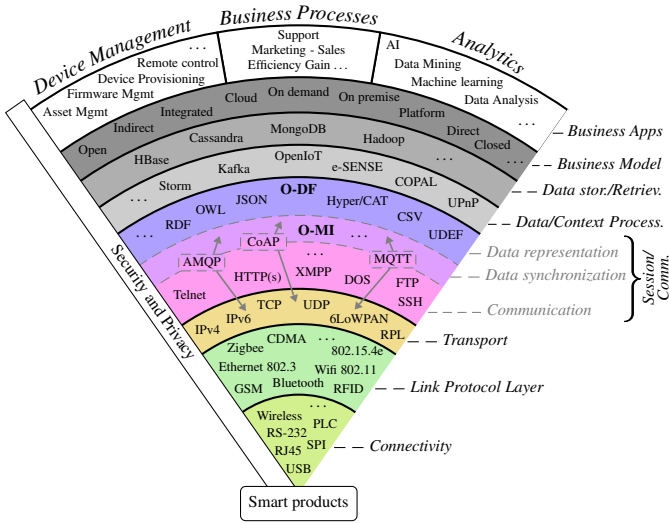 Device Management
Business Processes
Analytics
...
Remote control
Device Provisioning
Firmware Mgmt
Asset Mgmt
Support
Marketing - Sales
Efficiency Gain ...
AI
Data Mining
Machine learning
Data Analysis
...
Business Apps
Open
Indirect
Integrated
Cloud
On demand
On premise
Platform
Direct
Closed
...
Business Model
HBase
Cassandra
MongoDB
Hadoop
...
Data stor./Retriev.
...
Storm
Kafka
OpenIoT
e-SENSE
COPAL
UPnP
Data/Context Process.
O-DF
...
RDF
OWL
JSON
Hyper/CAT
CSV
UDEF
Data representation
O-MI
AMQP
CoAP
MQTT
Data synchronization
Telnet
HTTP(s)
...
XMPP
DOS
FTP
SSH
Communication
Session/
Comm.
IPv4
IPv6
TCP
UDP
6LoWPAN
RPL
Transport
Zigbee
CDMA
...
802.15.4e
Ethernet 802.3
Wifi 802.11
GSM
Bluetooth
RFID
Link Protocol Layer
Wireless
...
PLC
RS-232
SPI
RJ45
USB
Connectivity
Security and Privacy
Smart products